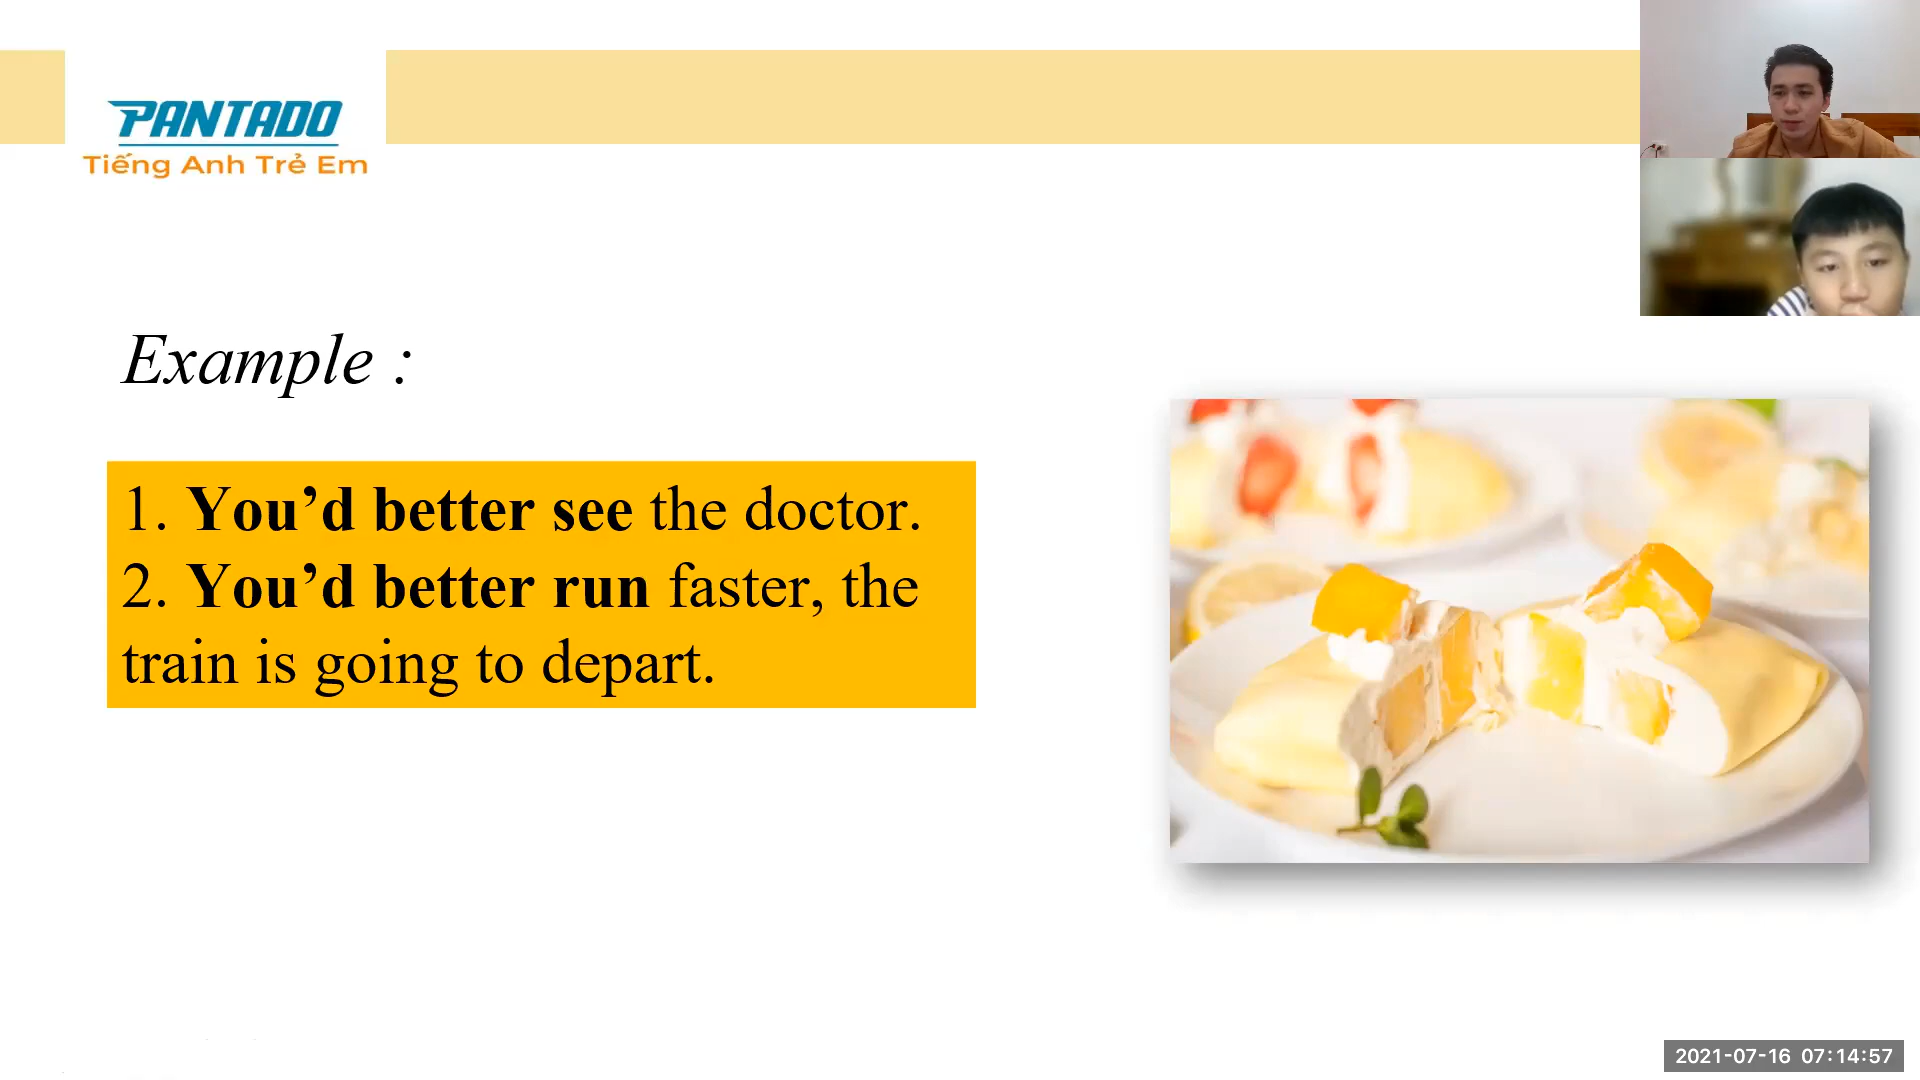 PANTADO
Tiếng Anh Trẻ Em
Example :
1. You’d better see the doctor.
2. You’d better run faster, the
train is going to depart.
2021-07-16 07:14:57